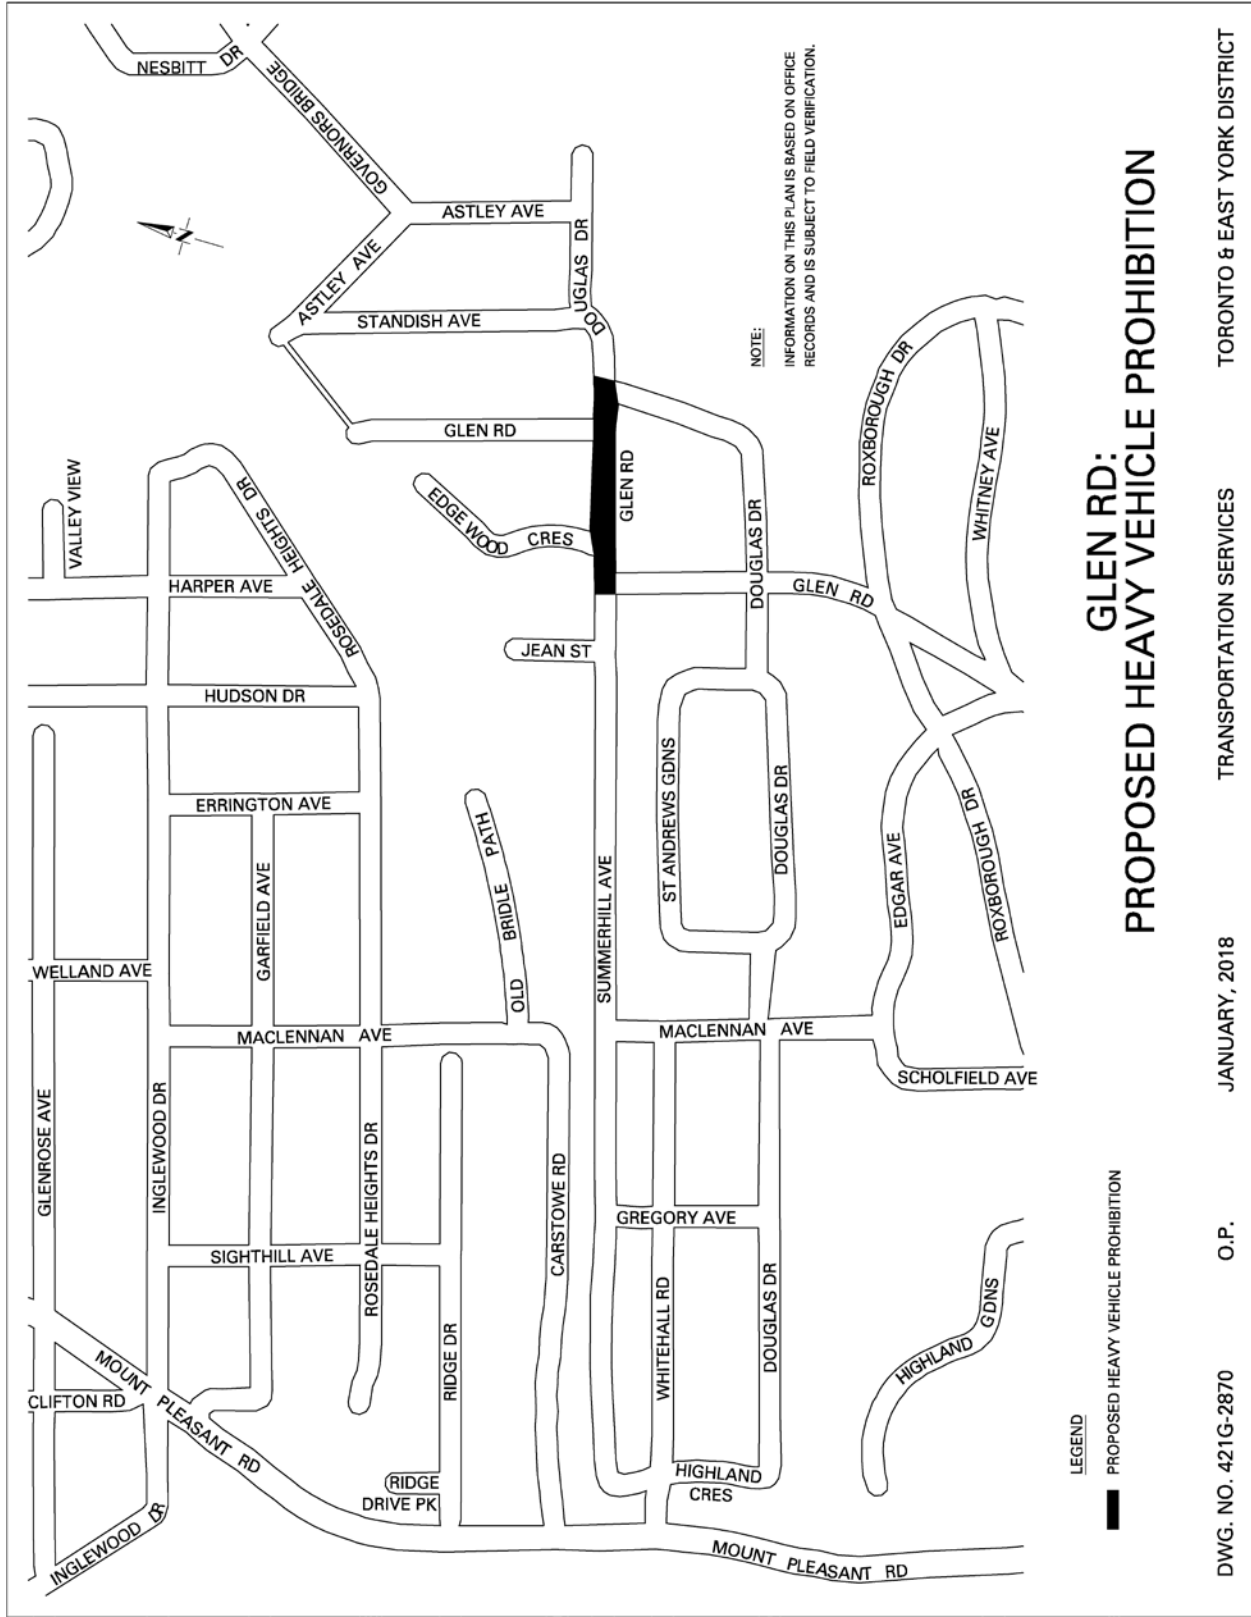 NESBITT DR
GOVERNORS BRIDGE
ASTLEY AVE
ASTLEY AVE
STANDISH AVE
DOUGLAS DR
DOUGLAS DR
GLEN RD
GLEN RD
EDGEWOOD CRES
VALLEY VIEW
HARPER AVE
ROSEDALE HEIGHTS DR
ROSEDALE HEIGHTS DR
HUDSON DR
JEAN ST
GLEN RD
DOUGLAS DR
ROXBOROUGH DR
WHITNEY AVE
ERRINGTON AVE
GARFIELD AVE
OLD BRIDLE PATH
SUMMERHILL AVE
ST ANDREWS GDNS
DOUGLAS DR
EDGAR AVE
ROXBOROUGH DR
WELLAND AVE
MACLENNAN AVE
MACLENNAN AVE
SCHOLFIELD AVE
GLENROSE AVE
INGLEWOOD DR
ROSEDALE HEIGHTS DR
CARSTOWE RD
GREGORY AVE
SIGHTHILL AVE
RIDGE DR
WHITEHALL RD
DOUGLAS DR
HIGHLAND GDNS
CLIFTON RD
MOUNT PLEASANT RD
INGLEWOOD DR
RIDGE
DRIVE PK
HIGHLAND
CRES
MOUNT PLEASANT RD
N
NOTE:
INFORMATION ON THIS PLAN IS BASED ON OFFICE
RECORDS AND IS SUBJECT TO FIELD VERIFICATION.
LEGEND
PROPOSED HEAVY VEHICLE PROHIBITION
GLEN RD:
PROPOSED HEAVY VEHICLE PROHIBITION
DWG. NO. 421G-2870 O.P. JANUARY, 2018 TRANSPORTATION SERVICES TORONTO & EAST YORK DISTRICT